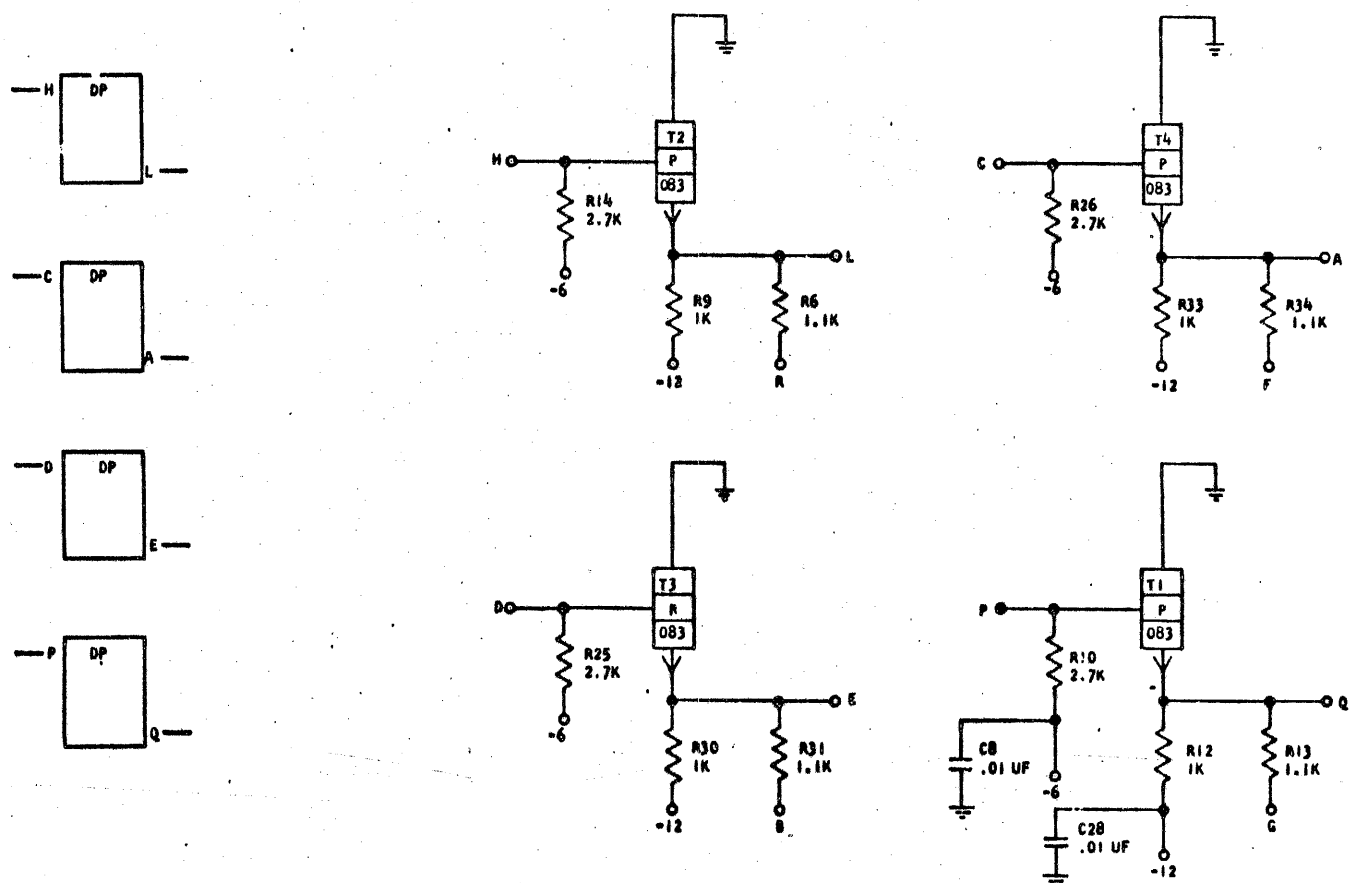 H DP
L
C DP
A
D DP
E
P DP
Q
T2
P
083
H
R14
2.7K
-6
L
R9
1K
R6
1.1K
-12
R
T4
P
083
C
R26
2.7K
-6
A
R33
1K
R34
1.1K
-12
F
T3
083
D
R25
2.7K
-6
E
R30
1K
R31
1.1K
-12
B
T1
P
083
P
R10
2.7K
Q
C8
.01 UF
-6
R12
1K
R13
1.1K
G
C28
.01 UF
-12